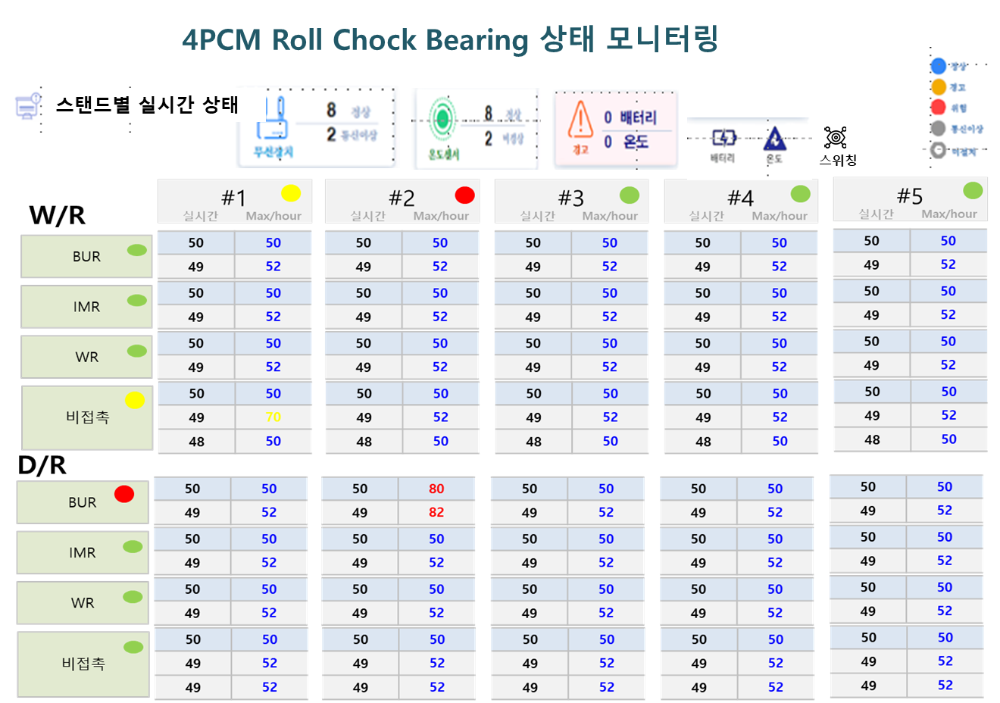 4PCM Roll Chock Bearing 상태 모니터링
스탠드별 실시간 상태
8 정상
2 통신이상
무선장치
8 정상
2 비정상
온도센서
경고
0 배터리
0 온도
배터리
온도
스위칭
정상
경고
위험
통신이상
미설치
W/R
#1 #2 #3 #4 #5
실시간 Max/hour 실시간 Max/hour 실시간 Max/hour 실시간 Max/hour 실시간 Max/hour
BUR
50 50 50 50 50 50 50 50 50 50
49 52 49 52 49 52 49 52 49 52
IMR
50 50 50 50 50 50 50 50 50 50
49 52 49 52 49 52 49 52 49 52
WR
50 50 50 50 50 50 50 50 50 50
49 52 49 52 49 52 49 52 49 52
비접촉
50 50 50 50 50 50 50 50 50 50
49 70 49 52 49 52 49 52 49 52
48 50 48 50 48 50 48 50 48 50
D/R
BUR
50 50 50 80 50 50 50 50 50 50
49 52 49 82 49 52 49 52 49 52
IMR
50 50 50 50 50 50 50 50 50 50
49 52 49 52 49 52 49 52 49 52
WR
50 50 50 50 50 50 50 50 50 50
49 52 49 52 49 52 49 52 49 52
비접촉
50 50 50 50 50 50 50 50 50 50
49 52 49 52 49 52 49 52 49 52
49 52 49 52 49 52 49 52 49 52